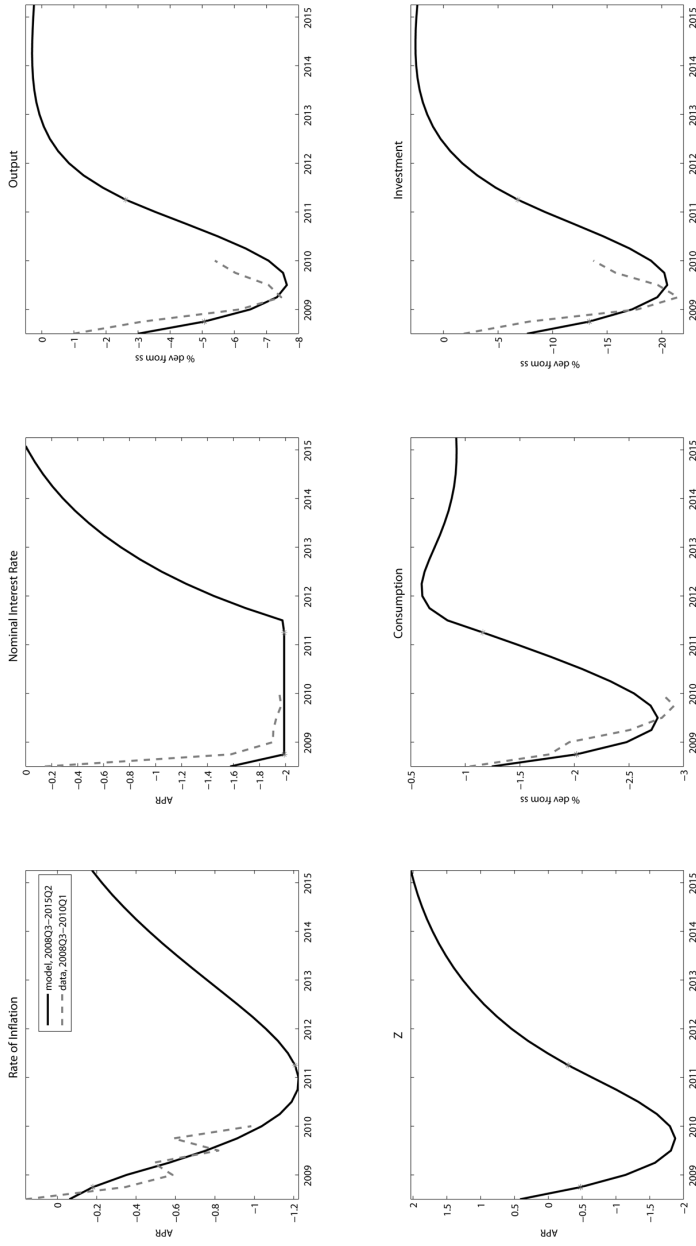 Rate of Inflation
model, 2008Q3−2015Q2
data, 2008Q3−2010Q1
APR
0
−0.2
−0.4
−0.6
−0.8
−1
−1.2
2009 2010 2011 2012 2013 2014 2015
Nominal Interest Rate
APR
0
−0.2
−0.4
−0.6
−0.8
−1
−1.2
−1.4
−1.6
−1.8
−2
2009 2010 2011 2012 2013 2014 2015
Output
% dev from ss
0
−1
−2
−3
−4
−5
−6
−7
−8
2009 2010 2011 2012 2013 2014 2015
Z
APR
2
1.5
1
0.5
0
−0.5
−1
−1.5
−2
2009 2010 2011 2012 2013 2014 2015
Consumption
% dev from ss
−0.5
−1
−1.5
−2
−2.5
−3
2009 2010 2011 2012 2013 2014 2015
Investment
% dev from ss
0
−5
−10
−15
−20
2009 2010 2011 2012 2013 2014 2015